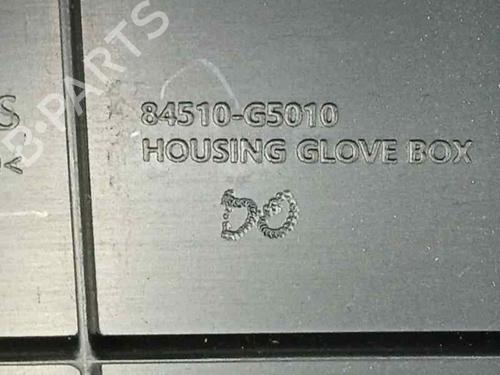 84510-G5010
HOUSING GLOVE BOX
DO
B-PARTS